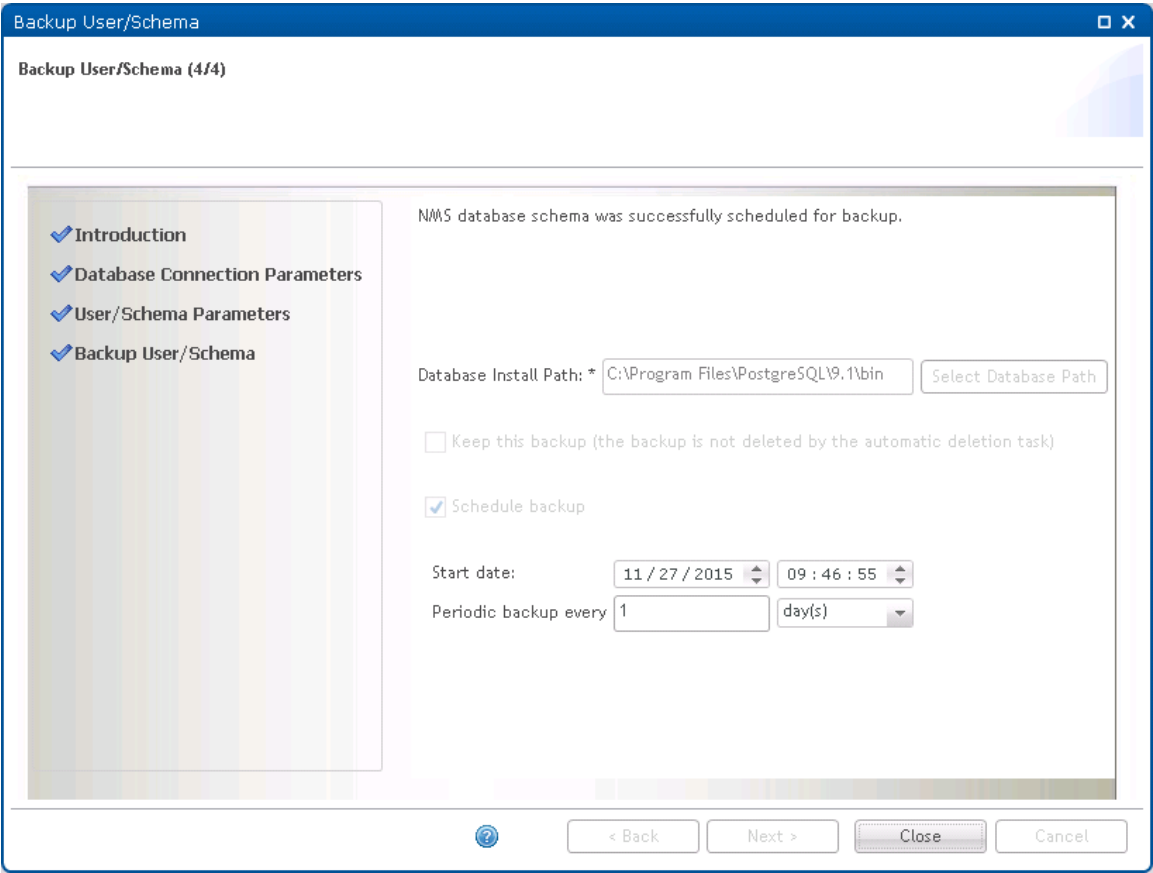 Backup User/Schema
Backup User/Schema (4/4)
Introduction
Database Connection Parameters
User/Schema Parameters
Backup User/Schema
NMS database schema was successfully scheduled for backup.
Database Install Path: * C:\Program Files\PostgreSQL\9.1\bin Select Database Path
Keep this backup (the backup is not deleted by the automatic deletion task)
Schedule backup
Start date: 11/27/2015 09:46:55
Periodic backup every 1 day(s)
? < Back Next > Close Cancel